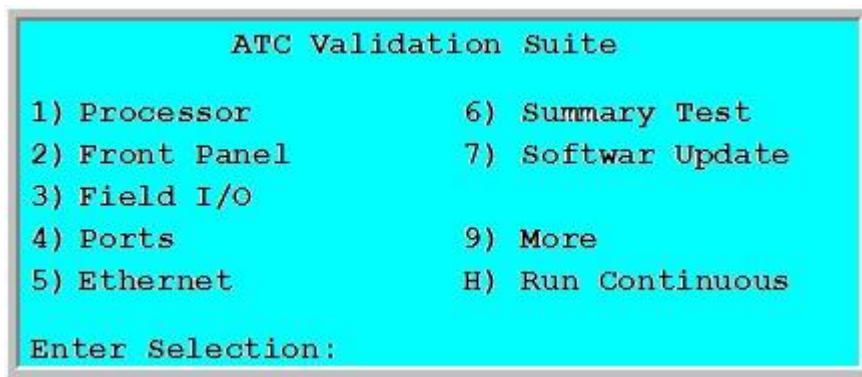 ATC Validation Suite
1) Processor 6) Summary Test
2) Front Panel 7) Softwar Update
3) Field I/O
4) Ports 9) More
5) Ethernet H) Run Continuous
Enter Selection: